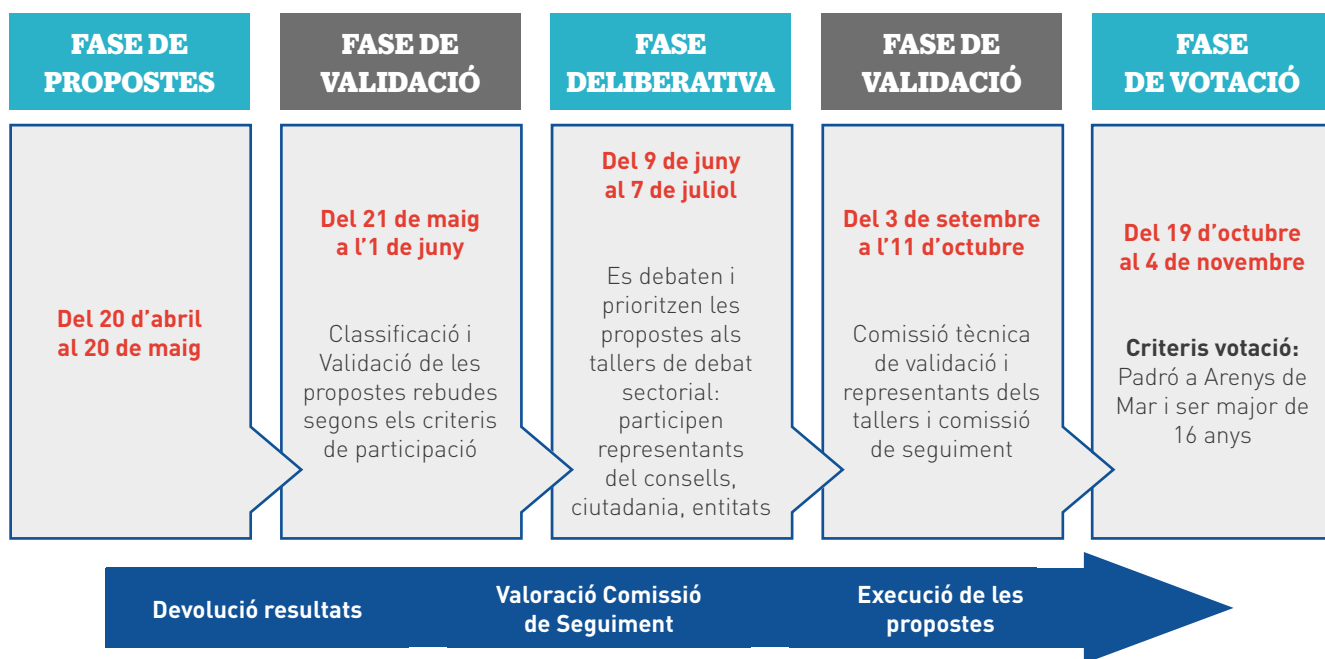 FASE DE
PROPOSTES
FASE DE
VALIDACIÓ
FASE
DELIBERATIVA
FASE DE
VALIDACIÓ
FASE
DE VOTACIÓ
Del 20 d’abril
al 20 de maig
Del 21 de maig
a l’1 de juny
Classificació i
Validació de les
propostes rebudes
segons els criteris
de participació
Del 9 de juny
al 7 de juliol
Es debaten i
prioritzen les
propostes als
tallers de debat
sectorial:
participen
representants
del consells,
ciutadania, entitats
Del 3 de setembre
a l’11 d’octubre
Comissió tècnica
de validació i
representants dels
tallers i comissió
de seguiment
Del 19 d’octubre
al 4 de novembre
Criteris votació:
Padró a Arenys de
Mar i ser major de
16 anys
Devolució resultats
Valoració Comissió
de Seguiment
Execució de les
propostes